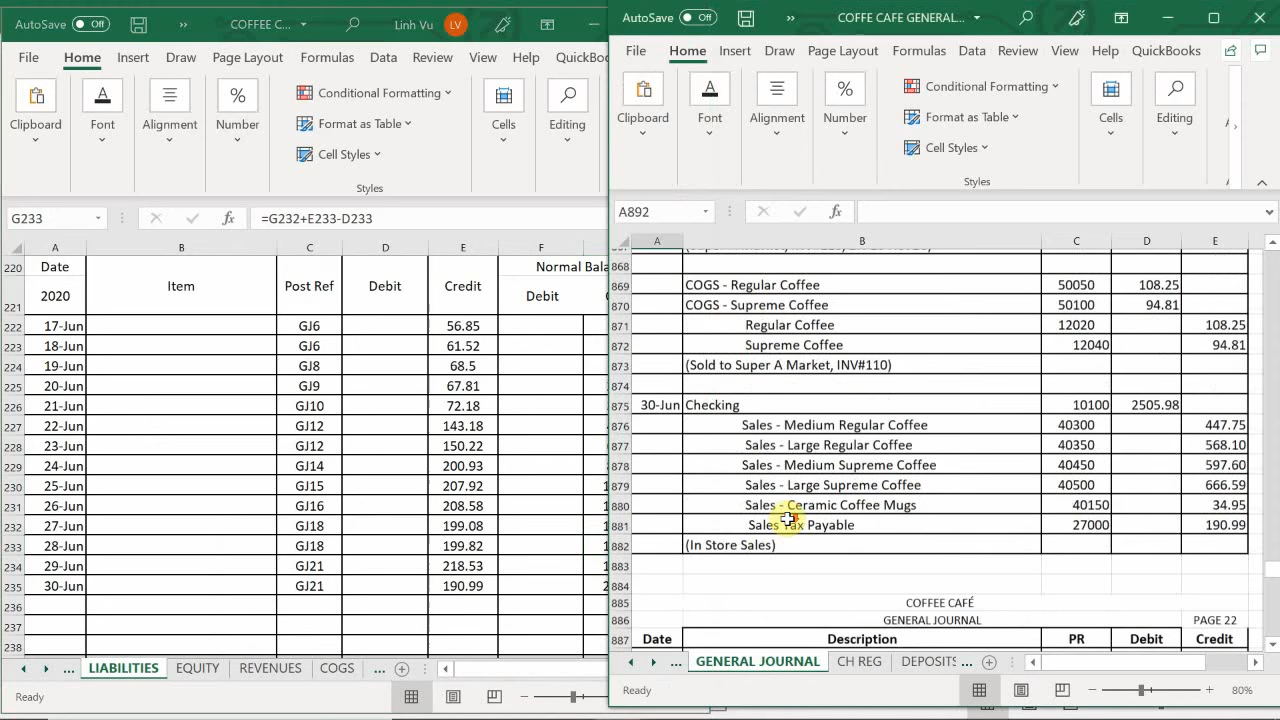 AutoSave Off COFFEE C... Linh Vu LV
File Home Insert Draw Page Layout Formulas Data Review View Help QuickBoo
Clipboard Font Alignment Number Conditional Formatting Format as Table Cell Styles Cells Editing
Styles
G233 fx =G232+E233-D233
A B C D E F
220 Date Item Post Ref Debit Credit Normal Bala
221 2020 Debit
222 17-Jun GJ6 56.85
223 18-Jun GJ6 61.52
224 19-Jun GJ8 68.5
225 20-Jun GJ9 67.81
226 21-Jun GJ10 72.18
227 22-Jun GJ12 143.18
228 23-Jun GJ12 150.22
229 24-Jun GJ14 200.93
230 25-Jun GJ15 207.92
231 26-Jun GJ16 208.58
232 27-Jun GJ18 199.08
233 28-Jun GJ18 199.82
234 29-Jun GJ21 218.53
235 30-Jun GJ21 190.99
236
237
238
... LIABILITIES EQUITY REVENUES COGS ...
Ready
AutoSave Off COFFE CAFE GENERAL...
File Home Insert Draw Page Layout Formulas Data Review View Help QuickBooks
Clipboard Font Alignment Number Conditional Formatting Format as Table Cell Styles Cells Editing
Styles
A892 fx
A B C D E
868
869 COGS - Regular Coffee 50050 108.25
870 COGS - Supreme Coffee 50100 94.81
871 Regular Coffee 12020 108.25
872 Supreme Coffee 12040 94.81
873 (Sold to Super A Market, INV#110)
874
875 30-Jun Checking 10100 2505.98
876 Sales - Medium Regular Coffee 40300 447.75
877 Sales - Large Regular Coffee 40350 568.10
878 Sales - Medium Supreme Coffee 40450 597.60
879 Sales - Large Supreme Coffee 40500 666.59
880 Sales - Ceramic Coffee Mugs 40150 34.95
881 Sales Tax Payable 27000 190.99
882 (In Store Sales)
883
884
885 COFFEE CAFÉ
886 GENERAL JOURNAL PAGE 22
887 Date Description PR Debit Credit
... GENERAL JOURNAL CH REG DEPOSITS ...
Ready 80%